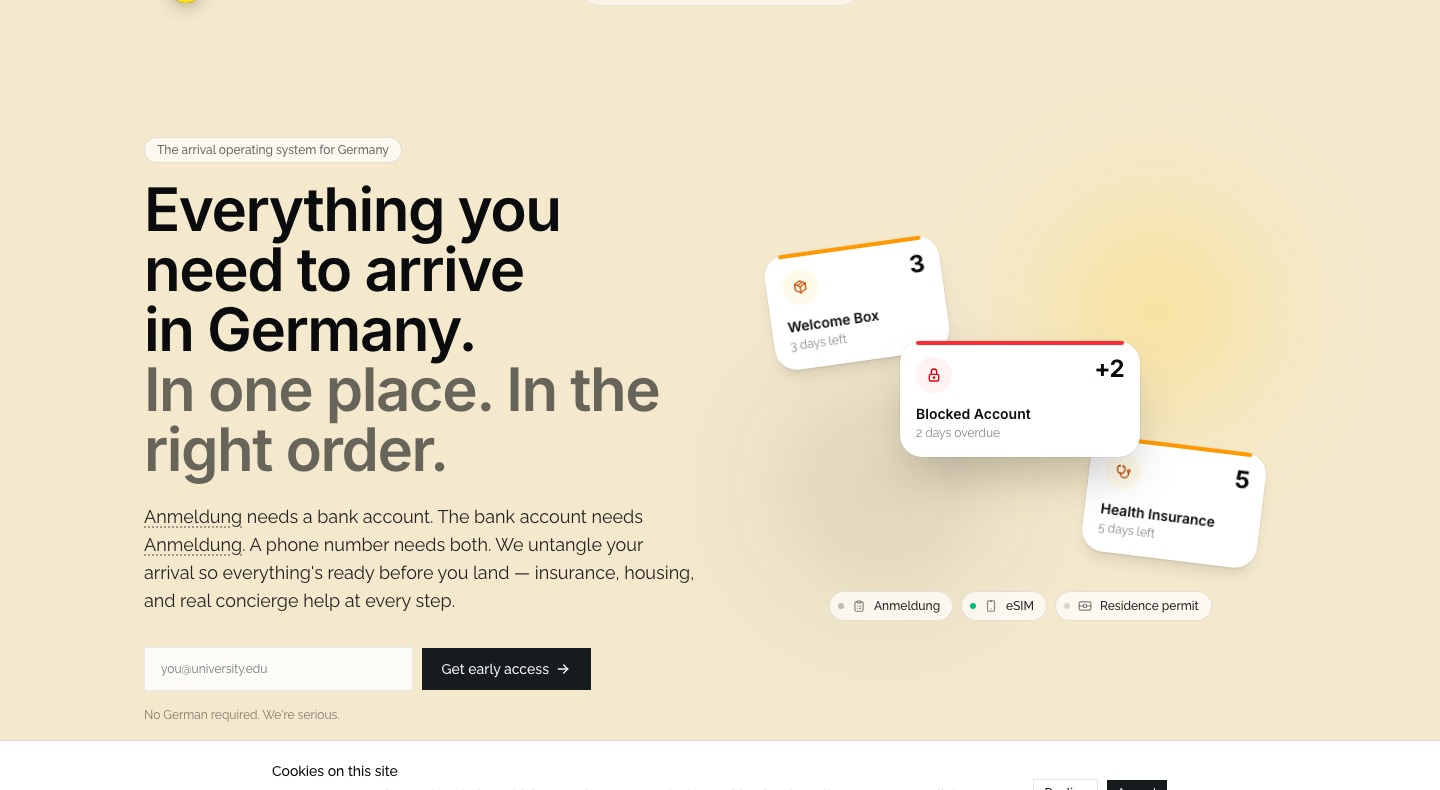 The arrival operating system for Germany
Everything you
need to arrive
in Germany.
In one place. In the
right order.
Anmeldung needs a bank account. The bank account needs
Anmeldung. A phone number needs both. We untangle your
arrival so everything's ready before you land — insurance, housing,
and real concierge help at every step.
you@university.edu
Get early access →
No German required. We're serious.
3
Welcome Box
3 days left
+2
Blocked Account
2 days overdue
5
Health Insurance
5 days left
Anmeldung
eSIM
Residence permit
Cookies on this site